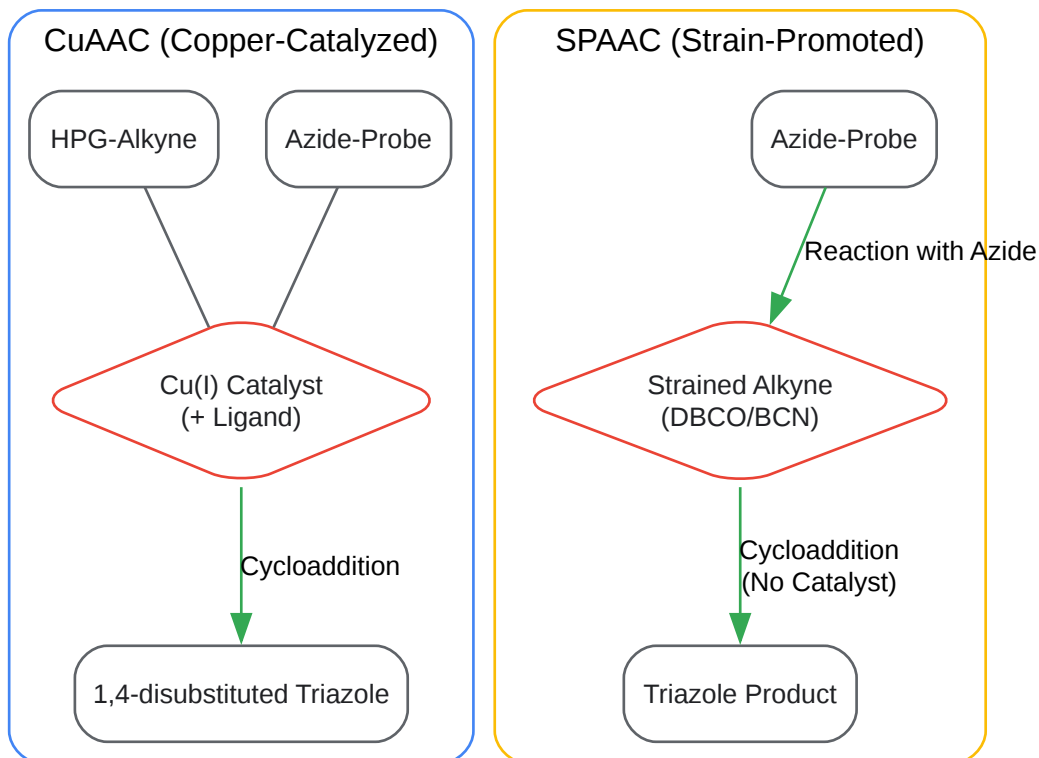 CuAAC (Copper-Catalyzed)
HPG-Alkyne
Azide-Probe
Cu(I) Catalyst
(+ Ligand)
Cycloaddition
1,4-disubstituted Triazole
SPAAC (Strain-Promoted)
Azide-Probe
Reaction with Azide
Strained Alkyne
(DBCO/BCN)
Cycloaddition
(No Catalyst)
Triazole Product